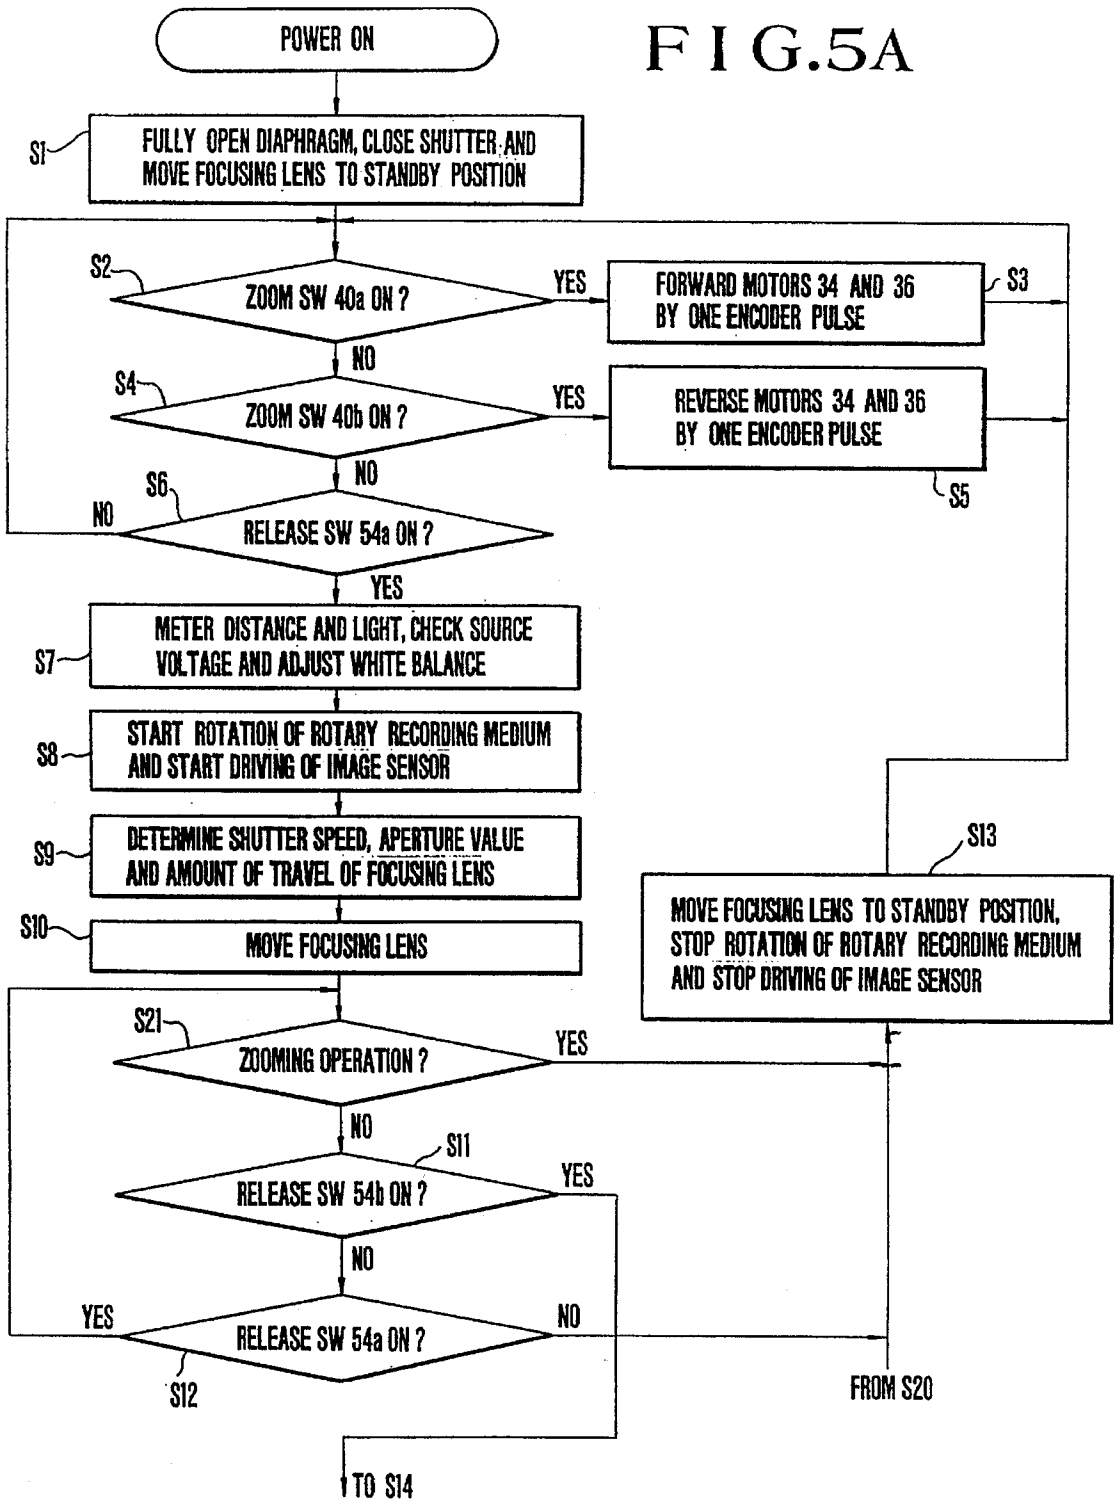 FIG.5A
POWER ON
S1
FULLY OPEN DIAPHRAGM, CLOSE SHUTTER AND
MOVE FOCUSING LENS TO STANDBY POSITION
S2
ZOOM SW 40a ON ?
YES
NO
FORWARD MOTORS 34 AND 36
BY ONE ENCODER PULSE
S3
S4
ZOOM SW 40b ON ?
YES
NO
REVERSE MOTORS 34 AND 36
BY ONE ENCODER PULSE
S5
S6
NO
RELEASE SW 54a ON ?
YES
S7
METER DISTANCE AND LIGHT, CHECK SOURCE
VOLTAGE AND ADJUST WHITE BALANCE
S8
START ROTATION OF ROTARY RECORDING MEDIUM
AND START DRIVING OF IMAGE SENSOR
S9
DETERMINE SHUTTER SPEED, APERTURE VALUE
AND AMOUNT OF TRAVEL OF FOCUSING LENS
S10
MOVE FOCUSING LENS
S13
MOVE FOCUSING LENS TO STANDBY POSITION,
STOP ROTATION OF ROTARY RECORDING MEDIUM
AND STOP DRIVING OF IMAGE SENSOR
S21
ZOOMING OPERATION ?
YES
NO
S11
RELEASE SW 54b ON ?
YES
NO
YES
RELEASE SW 54a ON ?
NO
S12
FROM S20
TO S14